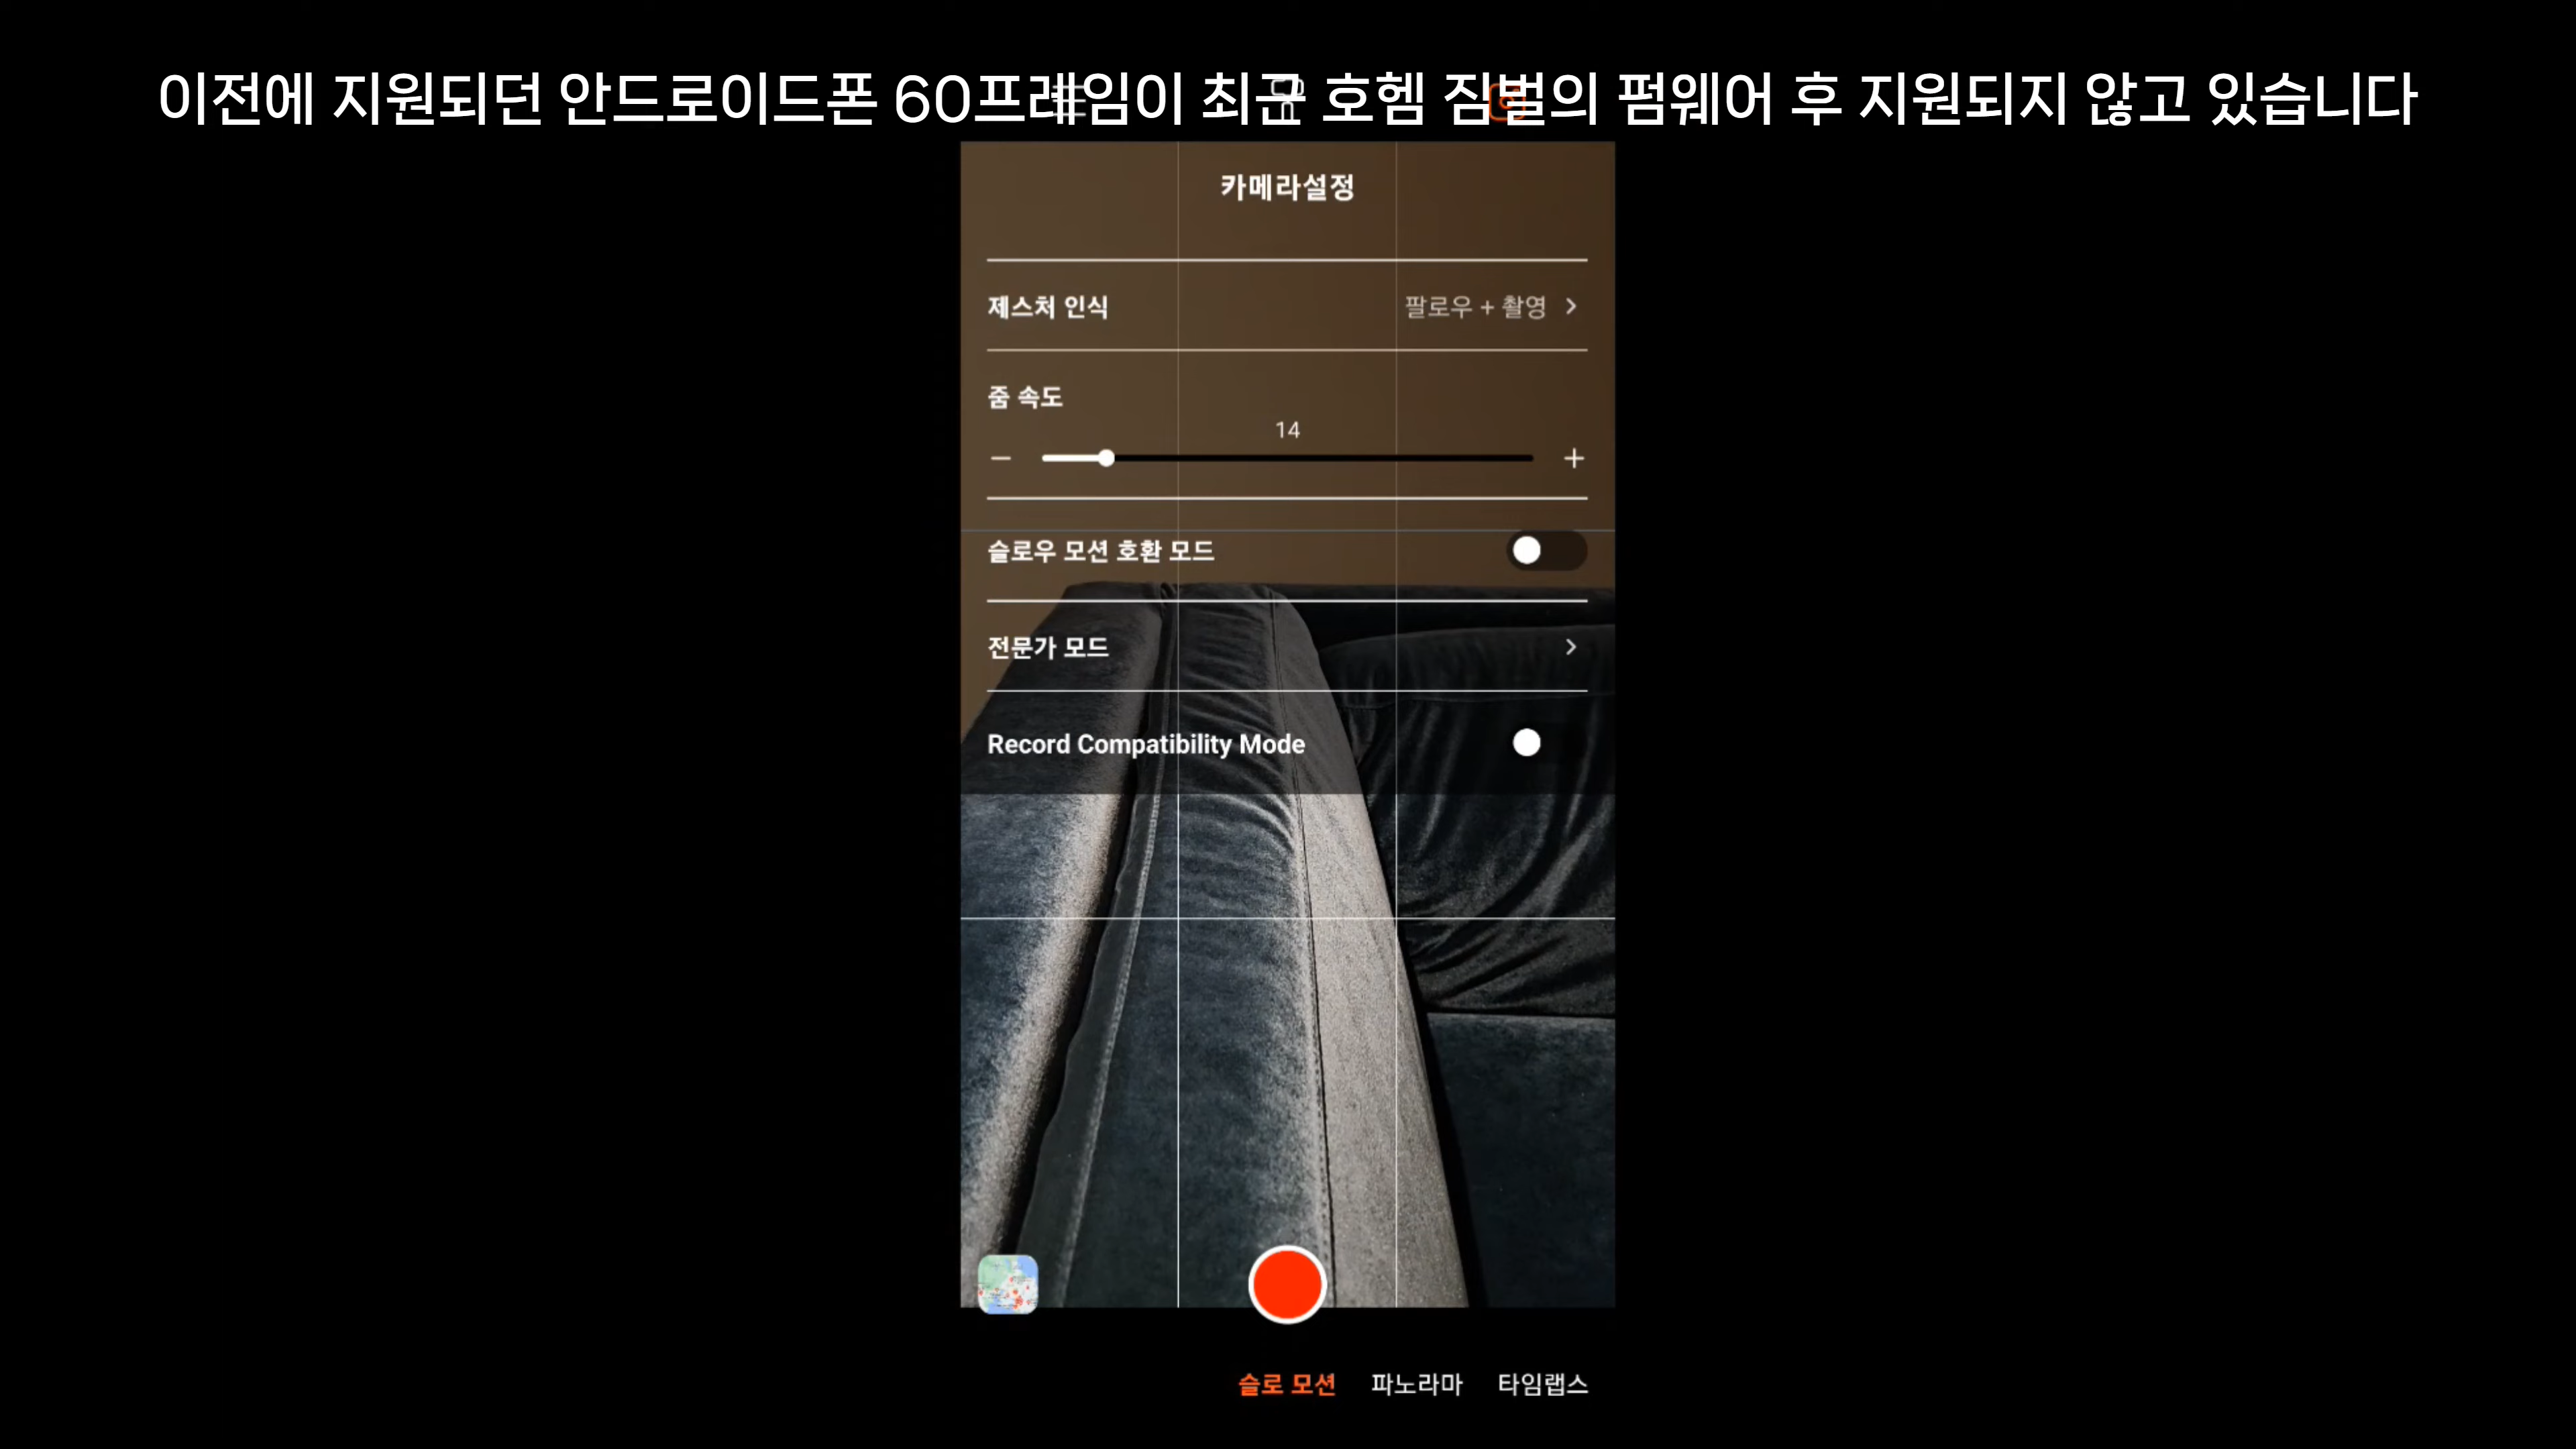 이전에 지원되던 안드로이드폰 60프레임이 최근 호헴 짐벌의 펌웨어 후 지원되지 않고 있습니다
카메라설정
제스처 인식 팔로우 + 촬영
줌 속도
14
슬로우 모션 호환 모드
전문가 모드
Record Compatibility Mode
슬로 모션 파노라마 타임랩스